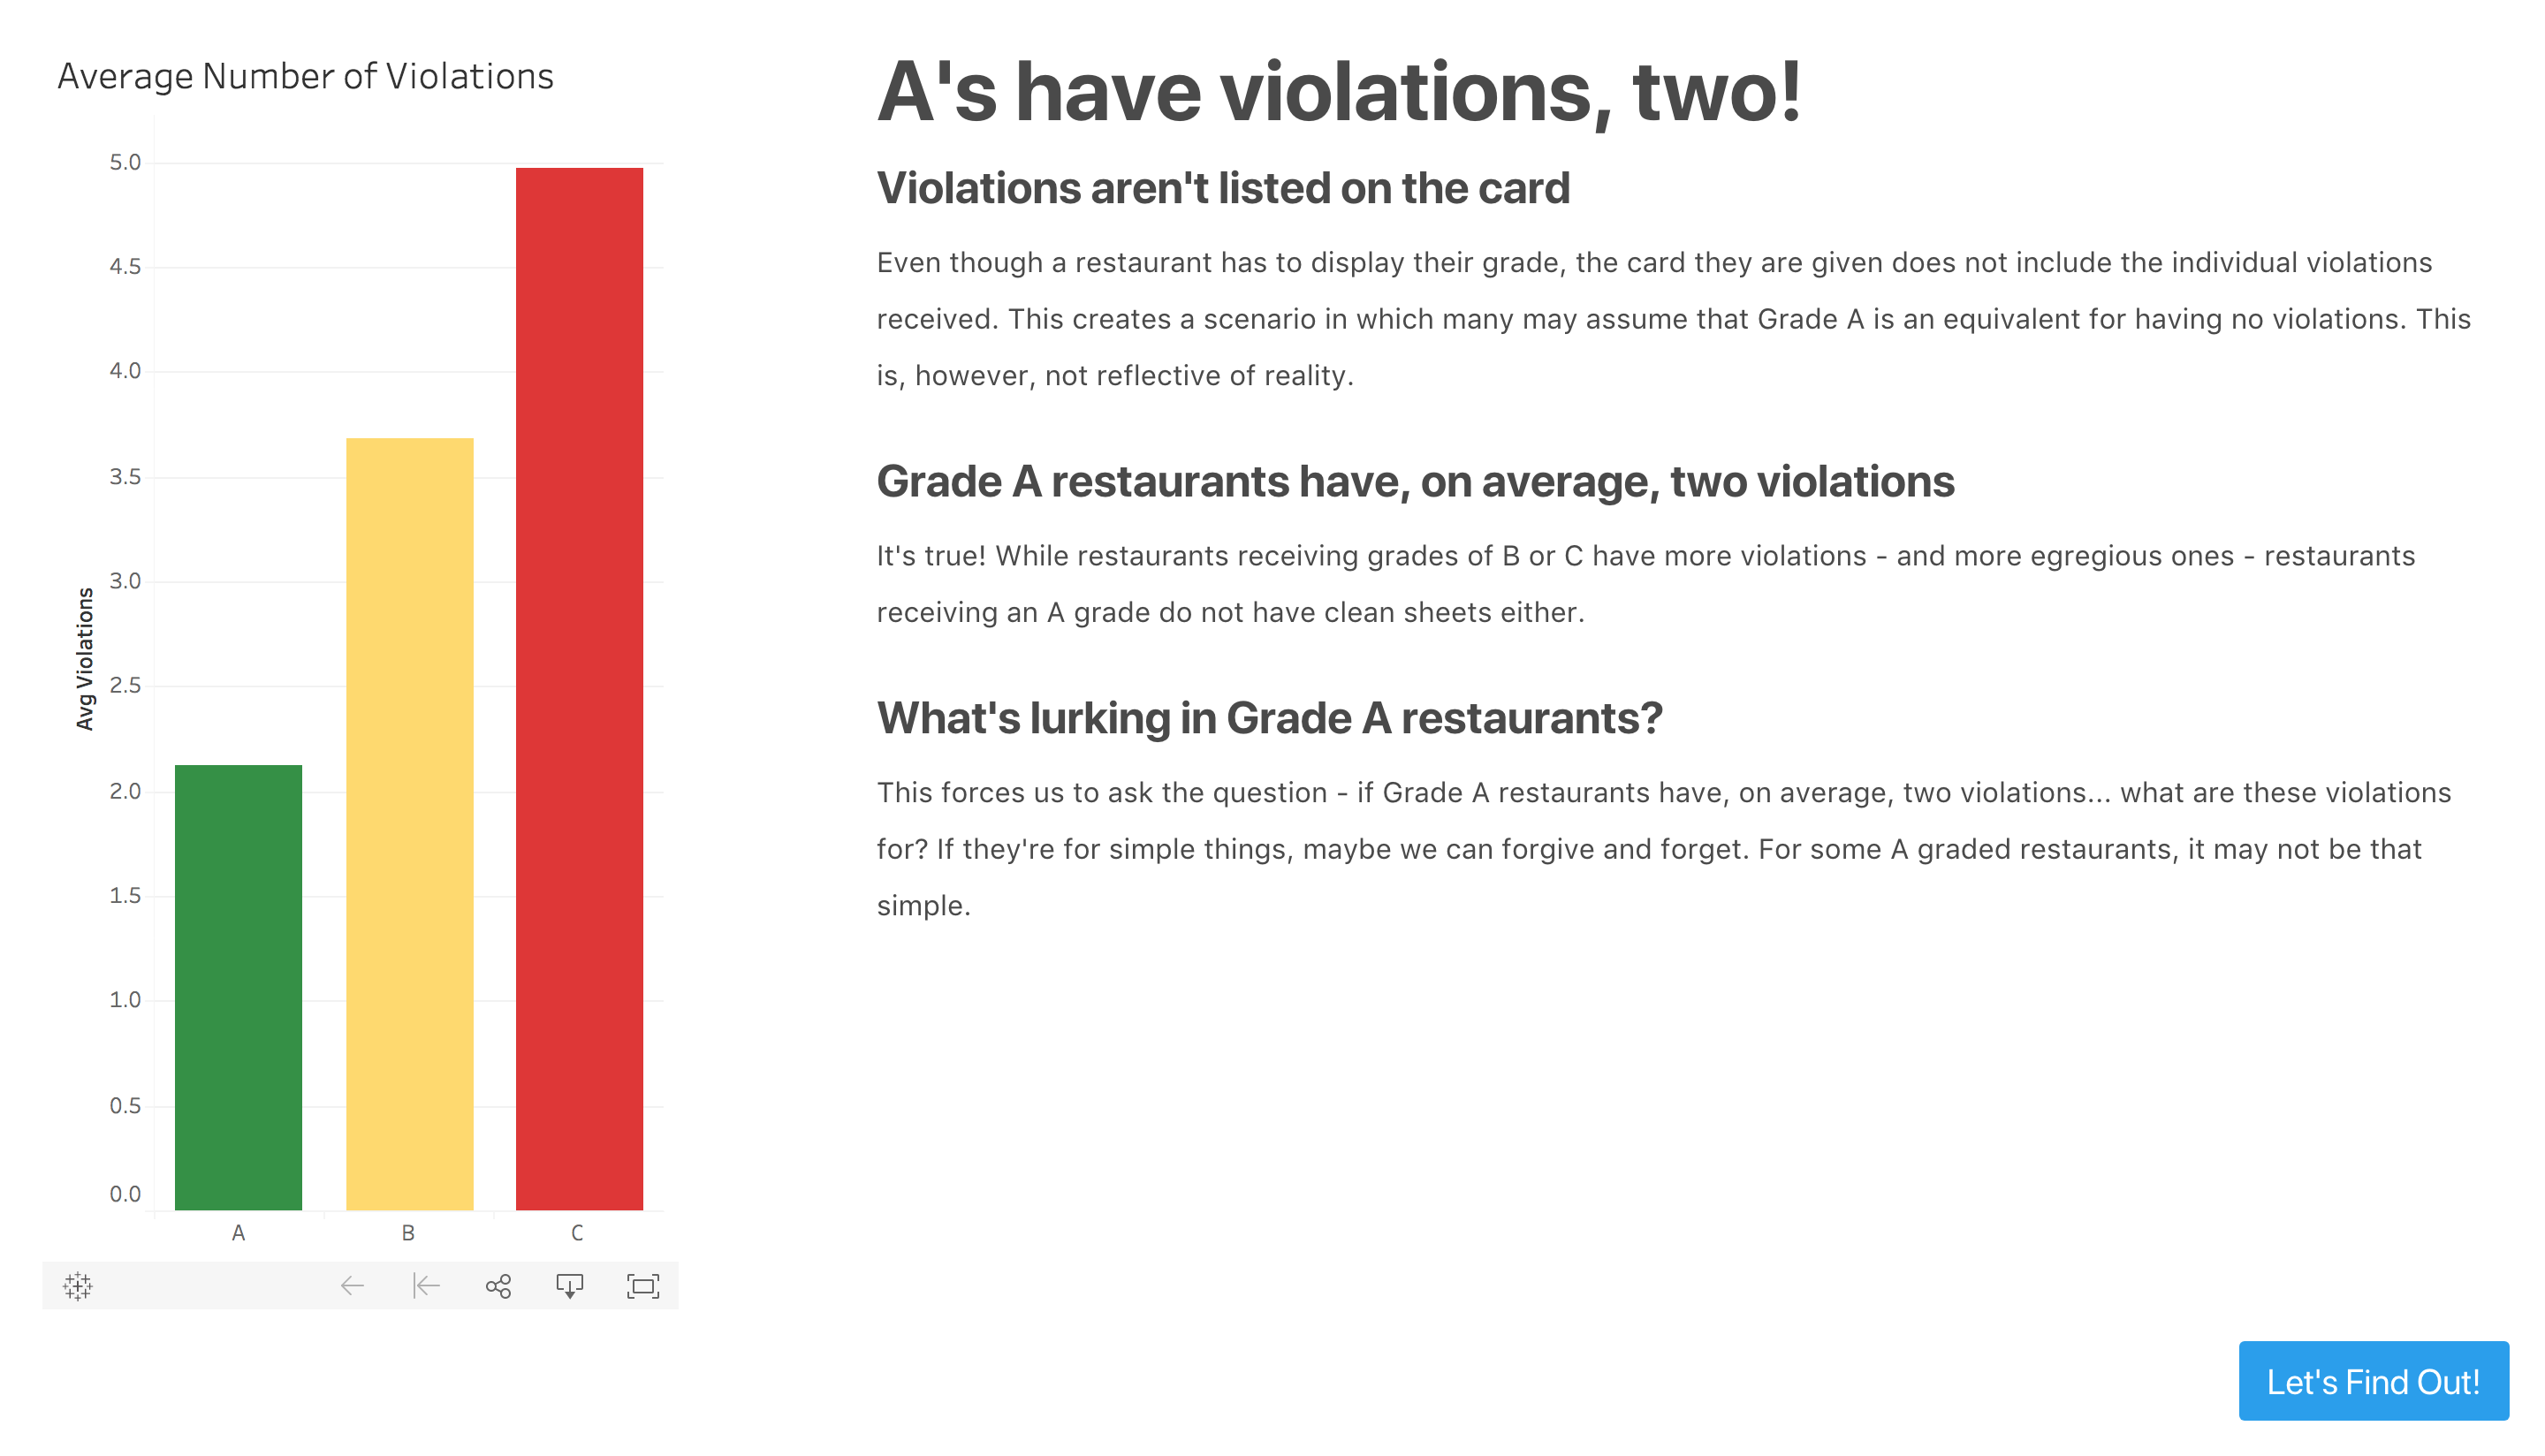 Average Number of Violations
5.0
4.5
4.0
3.5
3.0
2.5
2.0
1.5
1.0
0.5
0.0
Avg Violations
A B C
A's have violations, two!
Violations aren't listed on the card
Even though a restaurant has to display their grade, the card they are given does not include the individual violations
received. This creates a scenario in which many may assume that Grade A is an equivalent for having no violations. This
is, however, not reflective of reality.
Grade A restaurants have, on average, two violations
It's true! While restaurants receiving grades of B or C have more violations - and more egregious ones - restaurants
receiving an A grade do not have clean sheets either.
What's lurking in Grade A restaurants?
This forces us to ask the question - if Grade A restaurants have, on average, two violations... what are these violations
for? If they're for simple things, maybe we can forgive and forget. For some A graded restaurants, it may not be that
simple.
Let's Find Out!